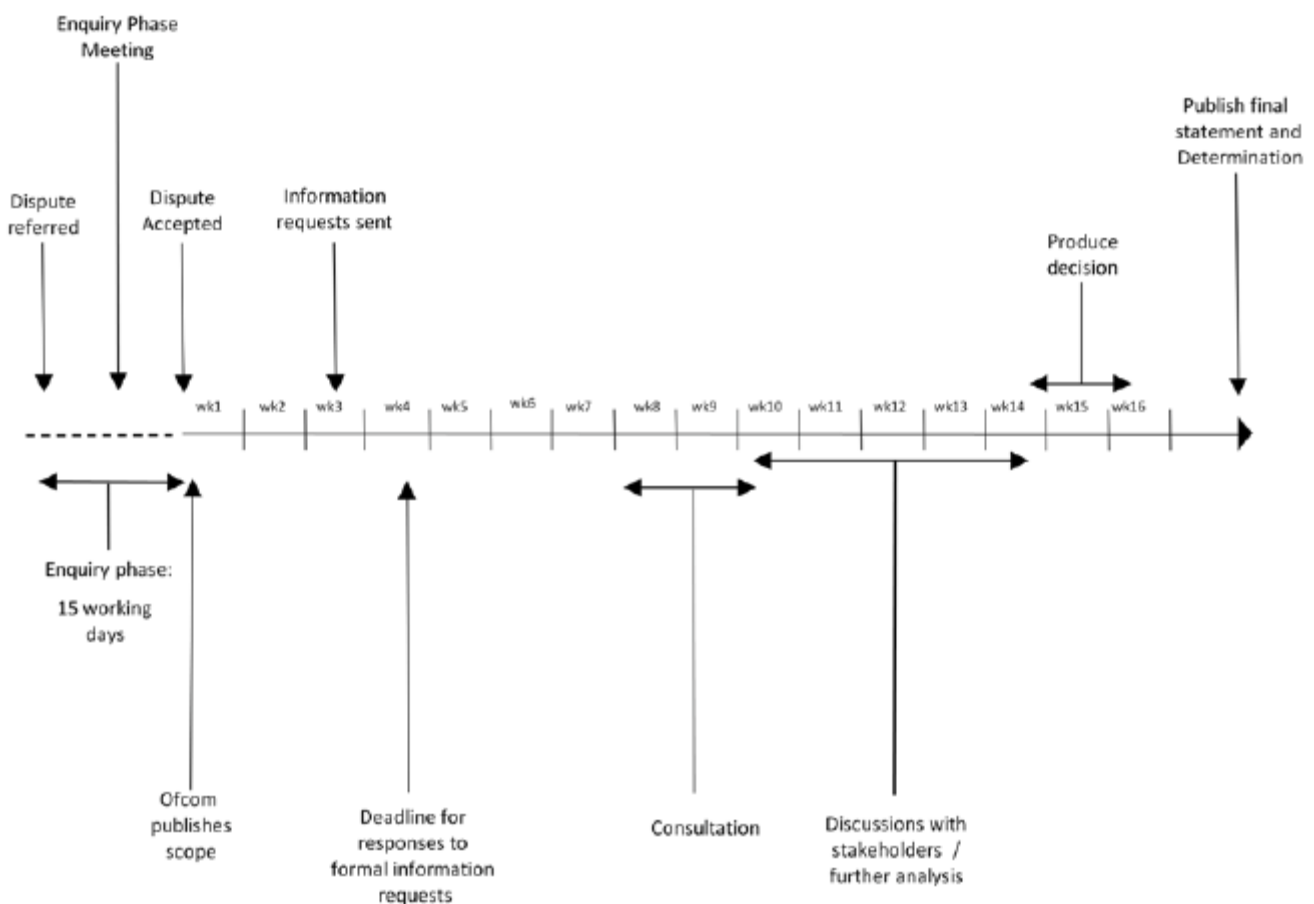 Enquiry Phase
Meeting
Publish final
statement and
Determination
Dispute
referred
Dispute
Accepted
Information
requests sent
Produce
decision
wk1
wk2
wk3
wk4
wk5
wk6
wk7
wk8
wk9
wk10
wk11
wk12
wk13
wk14
wk15
wk16
Enquiry phase:
15 working
days
Ofcom
publishes
scope
Deadline for
responses to
formal information
requests
Consultation
Discussions with
stakeholders /
further analysis